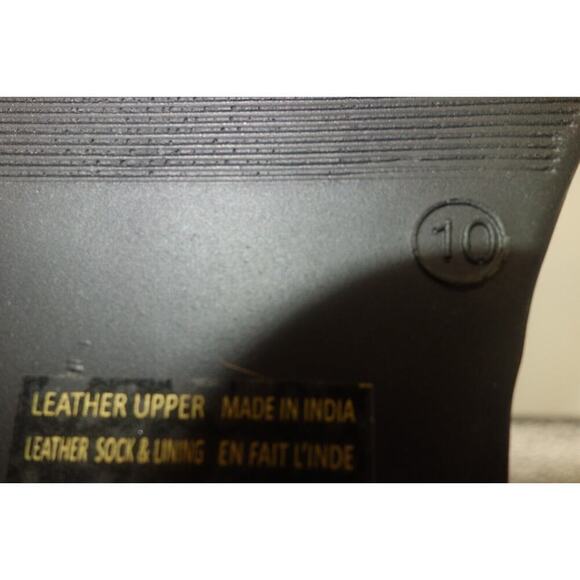 10
LEATHER UPPER MADE IN INDIA
LEATHER SOCK & LINING EN FAIT L'INDE